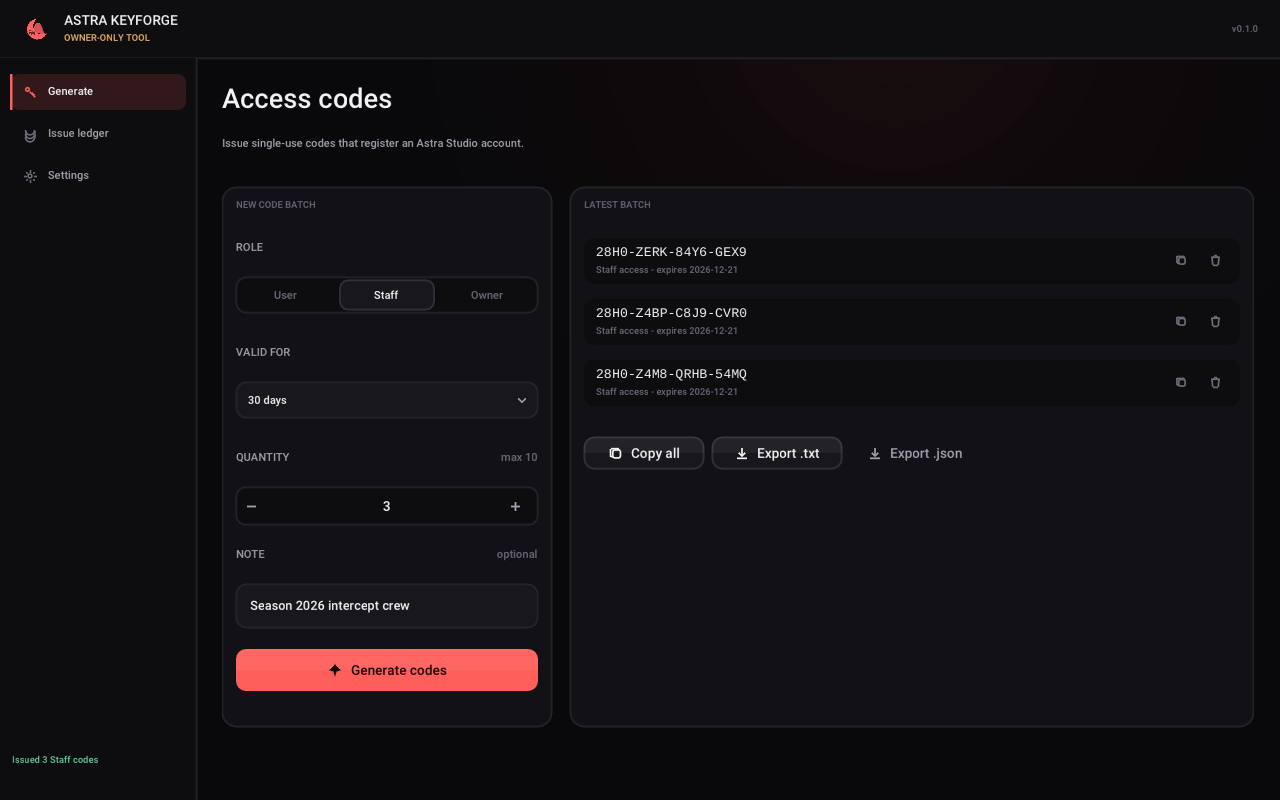 ASTRA KEYFORGE
OWNER-ONLY TOOL
v0.1.0
Generate
Issue ledger
Settings
Issued 3 Staff codes
Access codes
Issue single-use codes that register an Astra Studio account.
NEW CODE BATCH
ROLE
User Staff Owner
VALID FOR
30 days
QUANTITY max 10
3
NOTE optional
Season 2026 intercept crew
Generate codes
LATEST BATCH
28H0-ZERK-84Y6-GEX9
Staff access - expires 2026-12-21
28H0-Z4BP-C8J9-CVR0
Staff access - expires 2026-12-21
28H0-Z4M8-QRHB-54MQ
Staff access - expires 2026-12-21
Copy all Export .txt Export .json